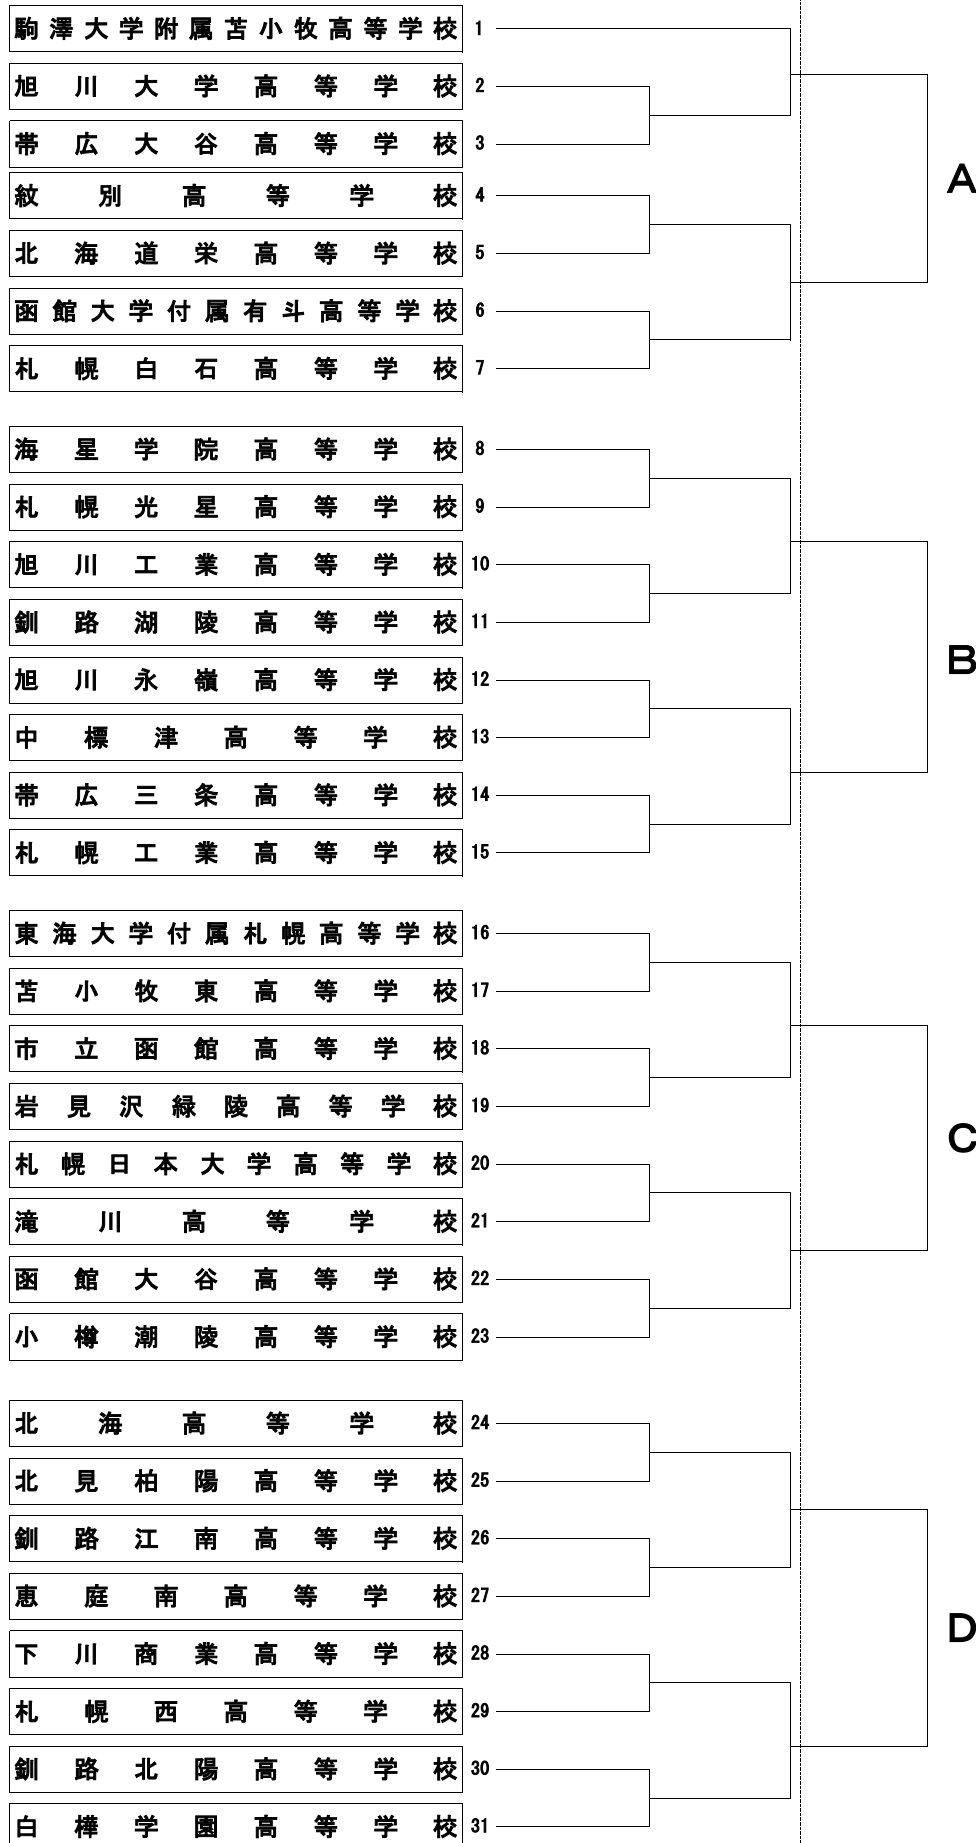 駒澤大学附属苫小牧高等学校 1
旭川大学高等学校 2
帯広大谷高等学校 3
紋別高等学校 4
A
北海道栄高等学校 5
函館大学付属有斗高等学校 6
札幌白石高等学校 7
海星学院高等学校 8
札幌光星高等学校 9
旭川工業高等学校 10
釧路湖陵高等学校 11
B
旭川永嶺高等学校 12
中標津高等学校 13
帯広三条高等学校 14
札幌工業高等学校 15
東海大学付属札幌高等学校 16
苫小牧東高等学校 17
市立函館高等学校 18
岩見沢緑陵高等学校 19
C
札幌日本大学高等学校 20
滝川高等学校 21
函館大谷高等学校 22
小樽潮陵高等学校 23
北海高等学校 24
北見柏陽高等学校 25
釧路江南高等学校 26
恵庭南高等学校 27
D
下川商業高等学校 28
札幌西高等学校 29
釧路北陽高等学校 30
白樺学園高等学校 31